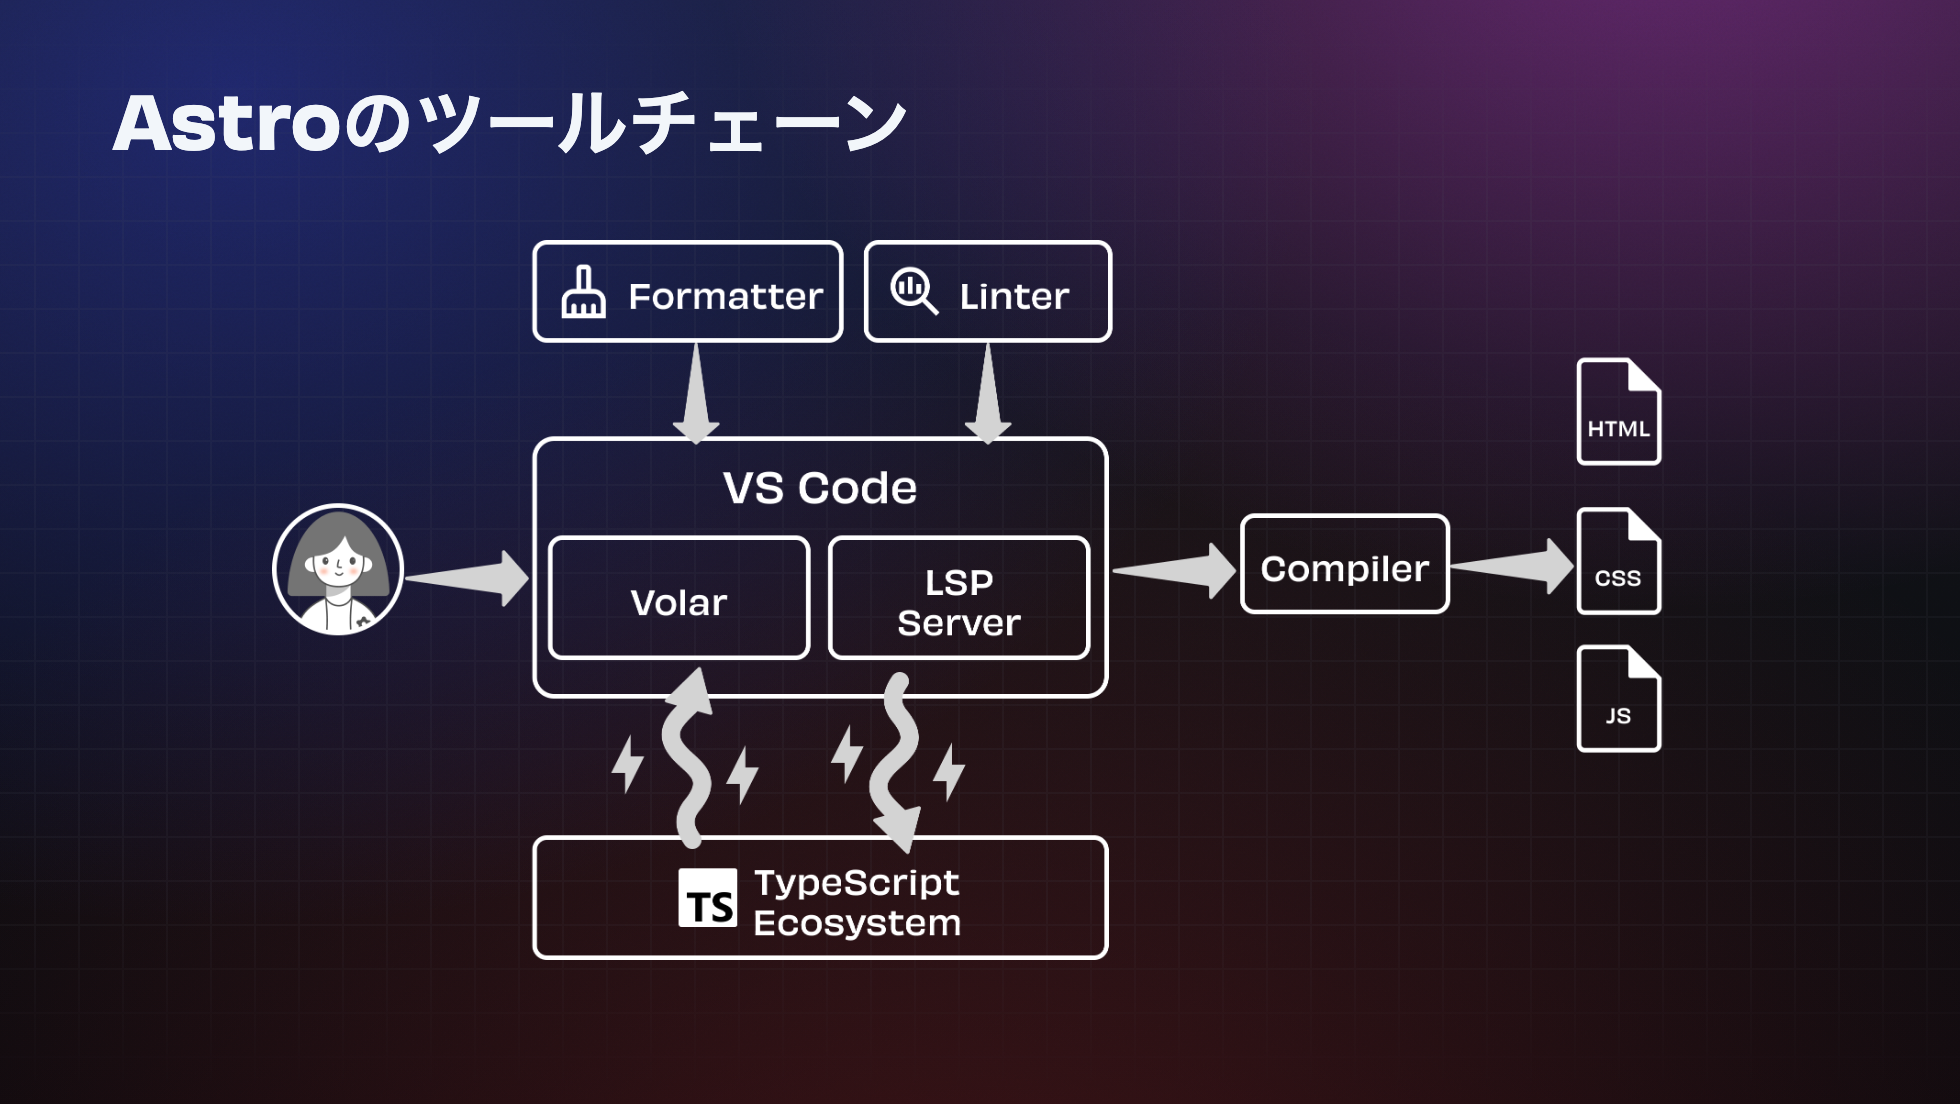 Astroのツールチェーン
Formatter
Linter
VS Code
Volar
LSP
Server
Compiler
HTML
CSS
JS
TS
TypeScript
Ecosystem